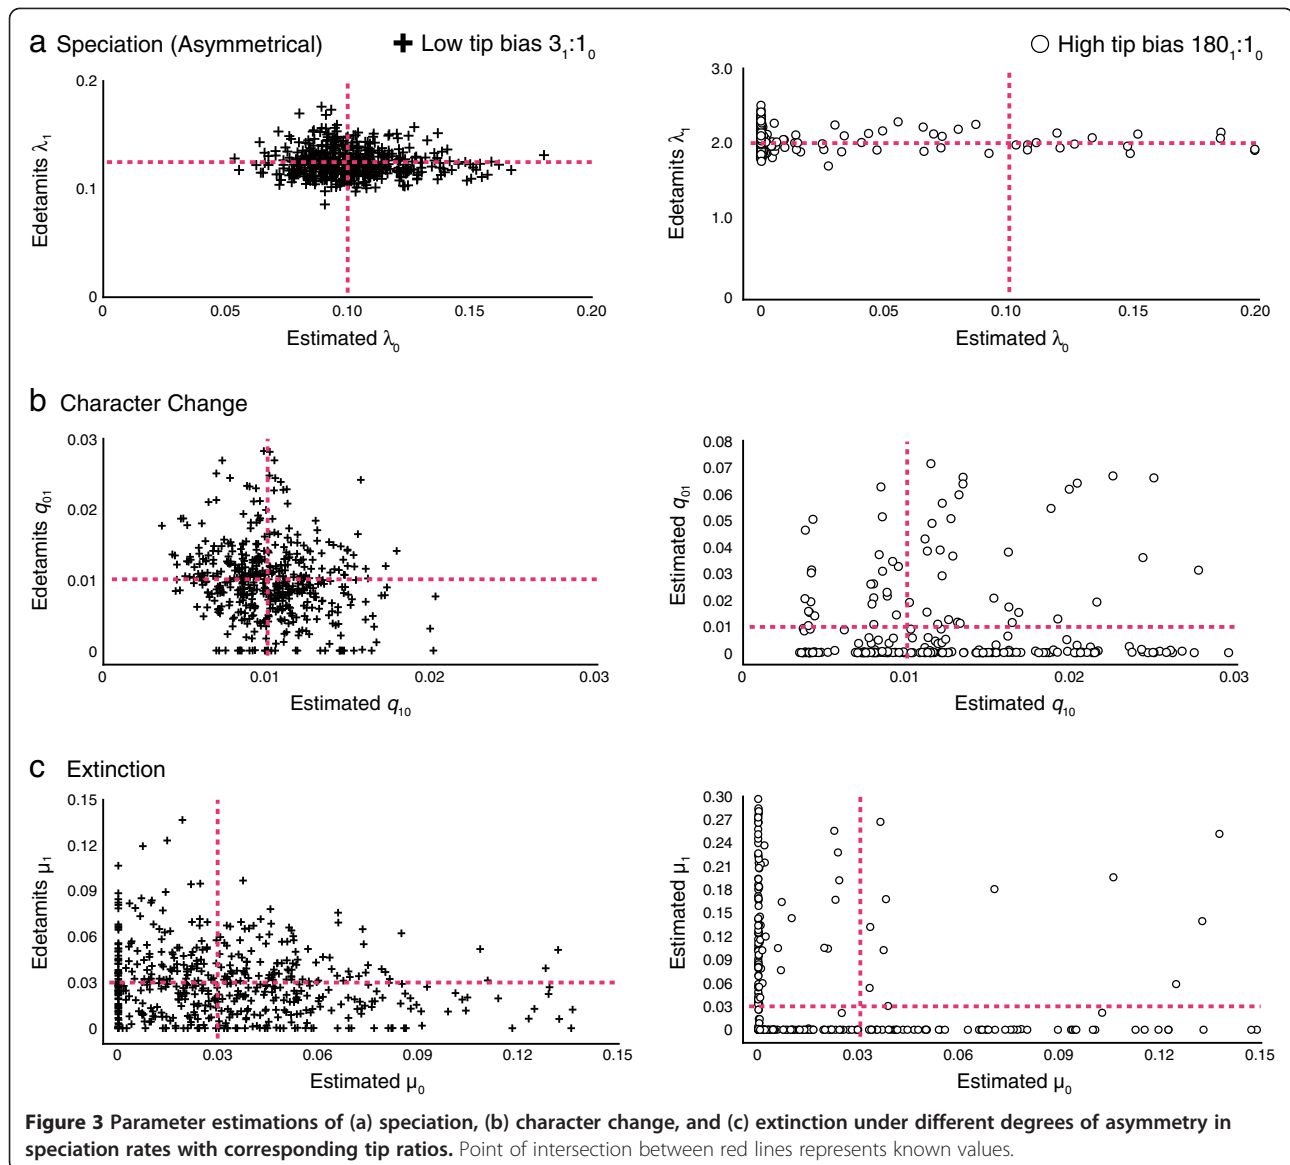 a Speciation (Asymmetrical)
+ Low tip bias 3₁:1₀
○ High tip bias 180₁:1₀
0.2
0.1
0
Edetamits λ₁
0 0.05 0.10 0.15 0.20
Estimated λ₀
3.0
2.0
1.0
0
Edetamits λ₁
0 0.05 0.10 0.15 0.20
Estimated λ₀
b Character Change
0.03
0.02
0.01
0
Edetamits q₀₁
0 0.01 0.02 0.03
Estimated q₁₀
0.08
0.07
0.06
0.05
0.04
0.03
0.02
0.01
0
Estimated q₀₁
0 0.01 0.02 0.03
Estimated q₁₀
c Extinction
0.15
0.12
0.09
0.06
0.03
0
Edetamits μ₁
0 0.03 0.06 0.09 0.12 0.15
Estimated μ₀
0.30
0.27
0.21
0.18
0.15
0.12
0.09
0.06
0.03
0
Estimated μ₁
0 0.03 0.06 0.09 0.12 0.15
Estimated μ₀
Figure 3 Parameter estimations of (a) speciation, (b) character change, and (c) extinction under different degrees of asymmetry in
speciation rates with corresponding tip ratios. Point of intersection between red lines represents known values.